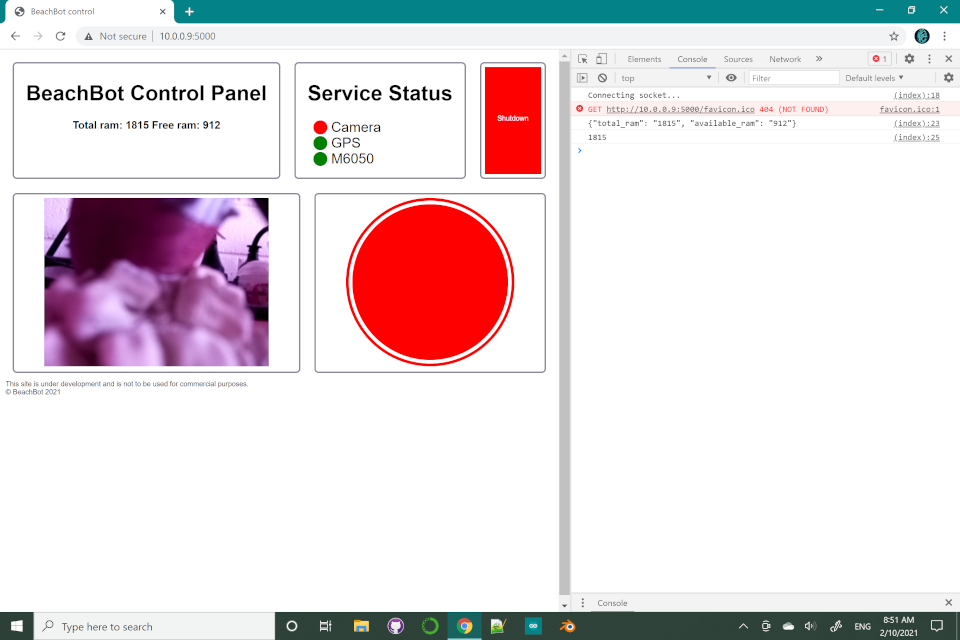 BeachBot control
Not secure
10.0.0.9:5000
BeachBot Control Panel
Total ram: 1815 Free ram: 912
Service Status
Camera
GPS
M6050
Shutdown
This site is under development and is not to be used for commercial purposes.
© BeachBot 2021
Elements
Console
Sources
Network
1
top
Filter
Default levels
Connecting socket...
(index):18
GET http://10.0.0.9:5000/favicon.ico 404 (NOT FOUND)
favicon.ico:1
{"total_ram": "1815", "available_ram": "912"}
(index):23
1815
(index):25
Console
Type here to search
ENG
8:51 AM
2/10/2021